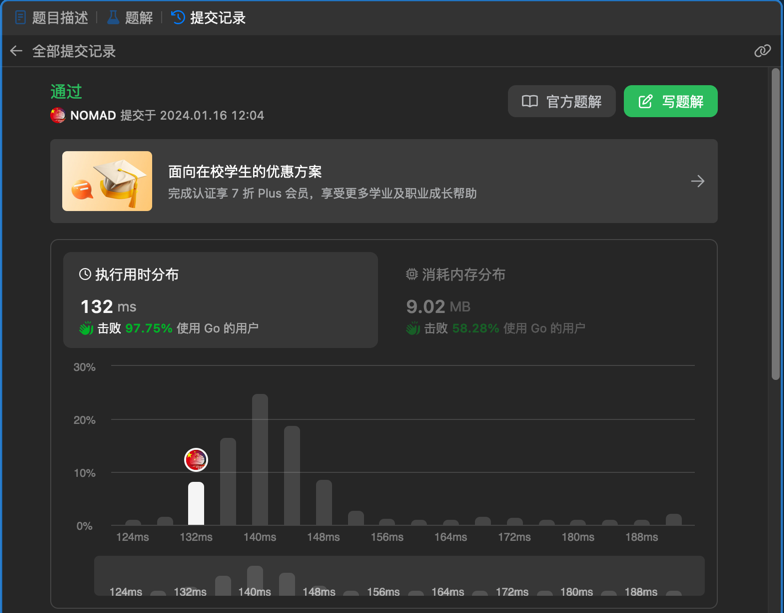 题目描述 题解 提交记录
全部提交记录
通过
NOMAD 提交于 2024.01.16 12:04
官方题解 写题解
面向在校学生的优惠方案
完成认证享 7 折 Plus 会员，享受更多学业及职业成长帮助
执行用时分布
132 ms
击败 97.75% 使用 Go 的用户
消耗内存分布
9.02 MB
击败 58.28% 使用 Go 的用户
30%
20%
10%
0%
124ms 132ms 140ms 148ms 156ms 164ms 172ms 180ms 188ms
124ms 132ms 140ms 148ms 156ms 164ms 172ms 180ms 188ms